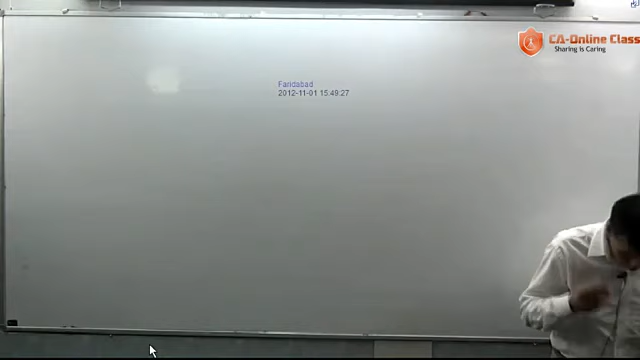 CA-Online Class
Sharing is Caring
Faridabad
2012-11-01 15:49:27